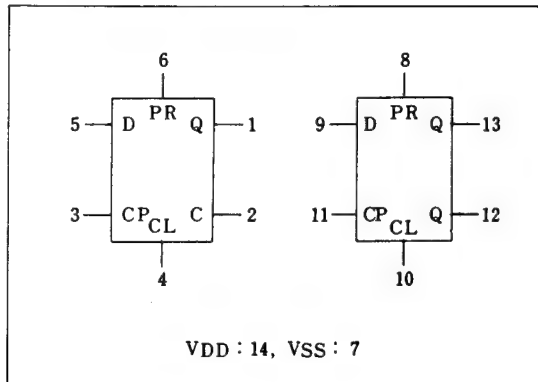 6 8
PR PR
5 D Q 1 9 D Q 13
3 CP C 2 11 CP Q 12
CL CL
4 10
VDD : 14, VSS : 7